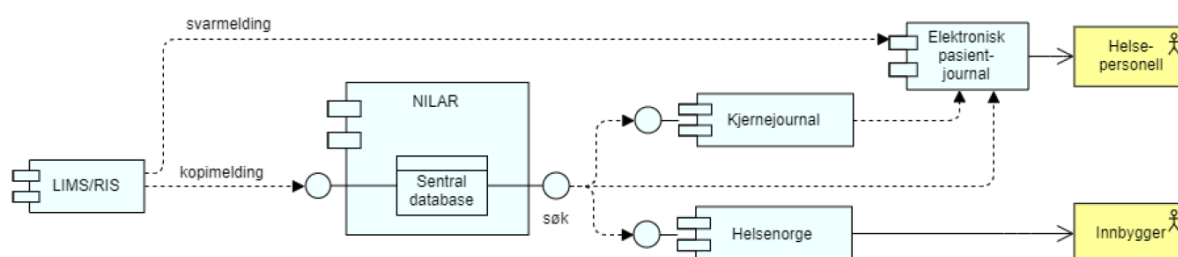 svarmelding
Elektronisk
pasient-
journal
Helse-
personell
NILAR
Kjernejournal
LIMS/RIS
kopimelding
Sentral
database
søk
Helsenorge
Innbygger